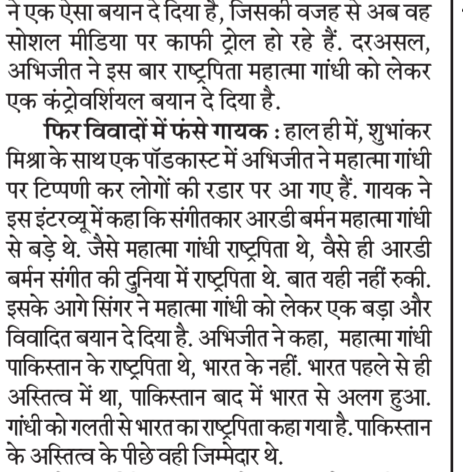 ने एक ऐसा बयान दे दिया है, जिसकी वजह से अब वह
सोशल मीडिया पर काफी ट्रोल हो रहे हैं. दरअसल,
अभिजीत ने इस बार राष्ट्रपिता महात्मा गांधी को लेकर
एक कंट्रोवर्शियल बयान दे दिया है.
फिर विवादों में फंसे गायक : हाल ही में, शुभांकर
मिश्रा के साथ एक पॉडकास्ट में अभिजीत ने महात्मा गांधी
पर टिप्पणी कर लोगों की रडार पर आ गए हैं. गायक ने
इस इंटरव्यू में कहा कि संगीतकार आरडी बर्मन महात्मा गांधी
से बड़े थे. जैसे महात्मा गांधी राष्ट्रपिता थे, वैसे ही आरडी
बर्मन संगीत की दुनिया में राष्ट्रपिता थे. बात यही नहीं रुकी.
इसके आगे सिंगर ने महात्मा गांधी को लेकर एक बड़ा और
विवादित बयान दे दिया है. अभिजीत ने कहा, महात्मा गांधी
पाकिस्तान के राष्ट्रपिता थे, भारत के नहीं. भारत पहले से ही
अस्तित्व में था, पाकिस्तान बाद में भारत से अलग हुआ.
गांधी को गलती से भारत का राष्ट्रपिता कहा गया है. पाकिस्तान
के अस्तित्व के पीछे वही जिम्मेदार थे.